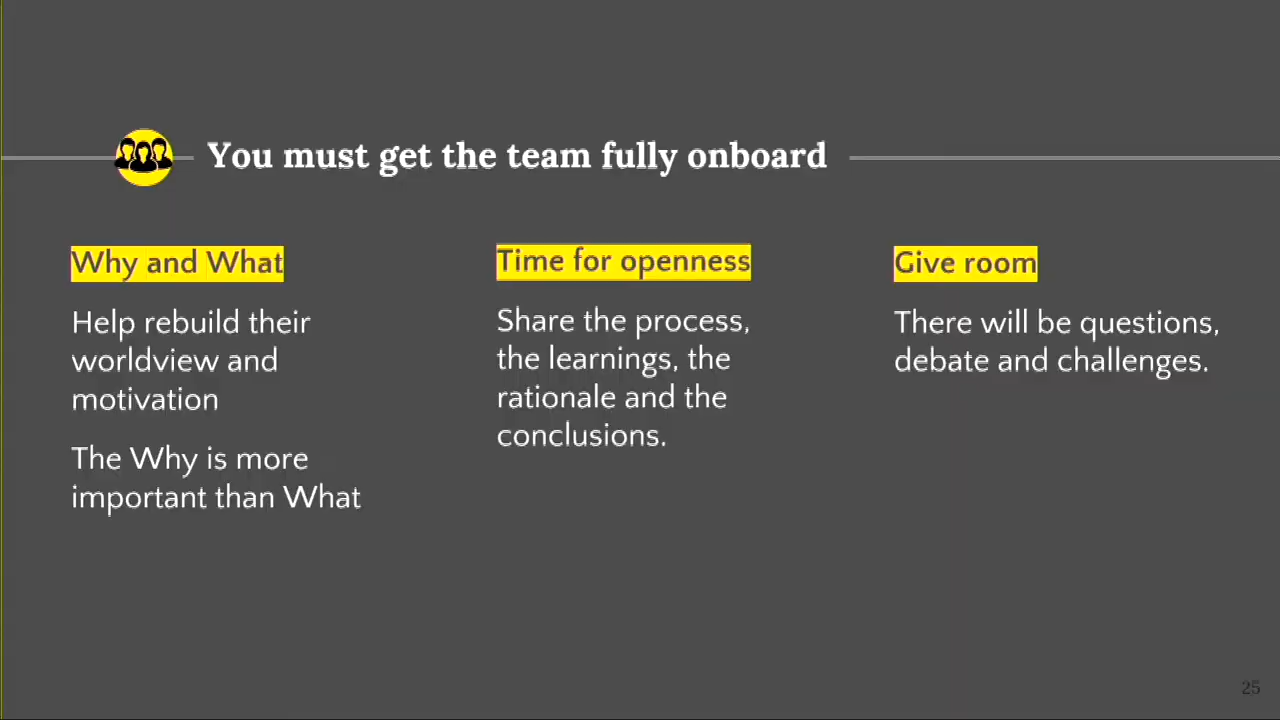 You must get the team fully onboard
Why and What
Help rebuild their
worldview and
motivation
The Why is more
important than What
Time for openness
Share the process,
the learnings, the
rationale and the
conclusions.
Give room
There will be questions,
debate and challenges.
25